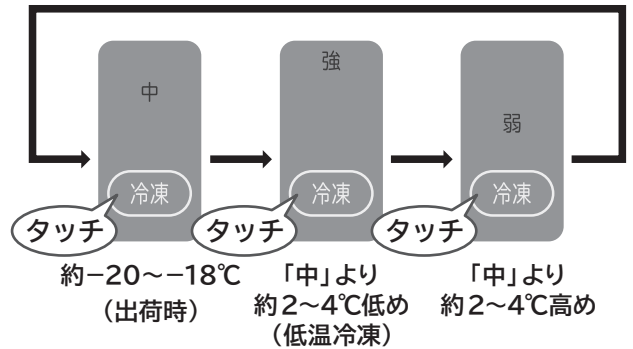 中
強
弱
冷凍
冷凍
冷凍
タッチ
タッチ
タッチ
約−20〜−18℃
（出荷時）
「中」より
約2〜4℃低め
（低温冷凍）
「中」より
約2〜4℃高め